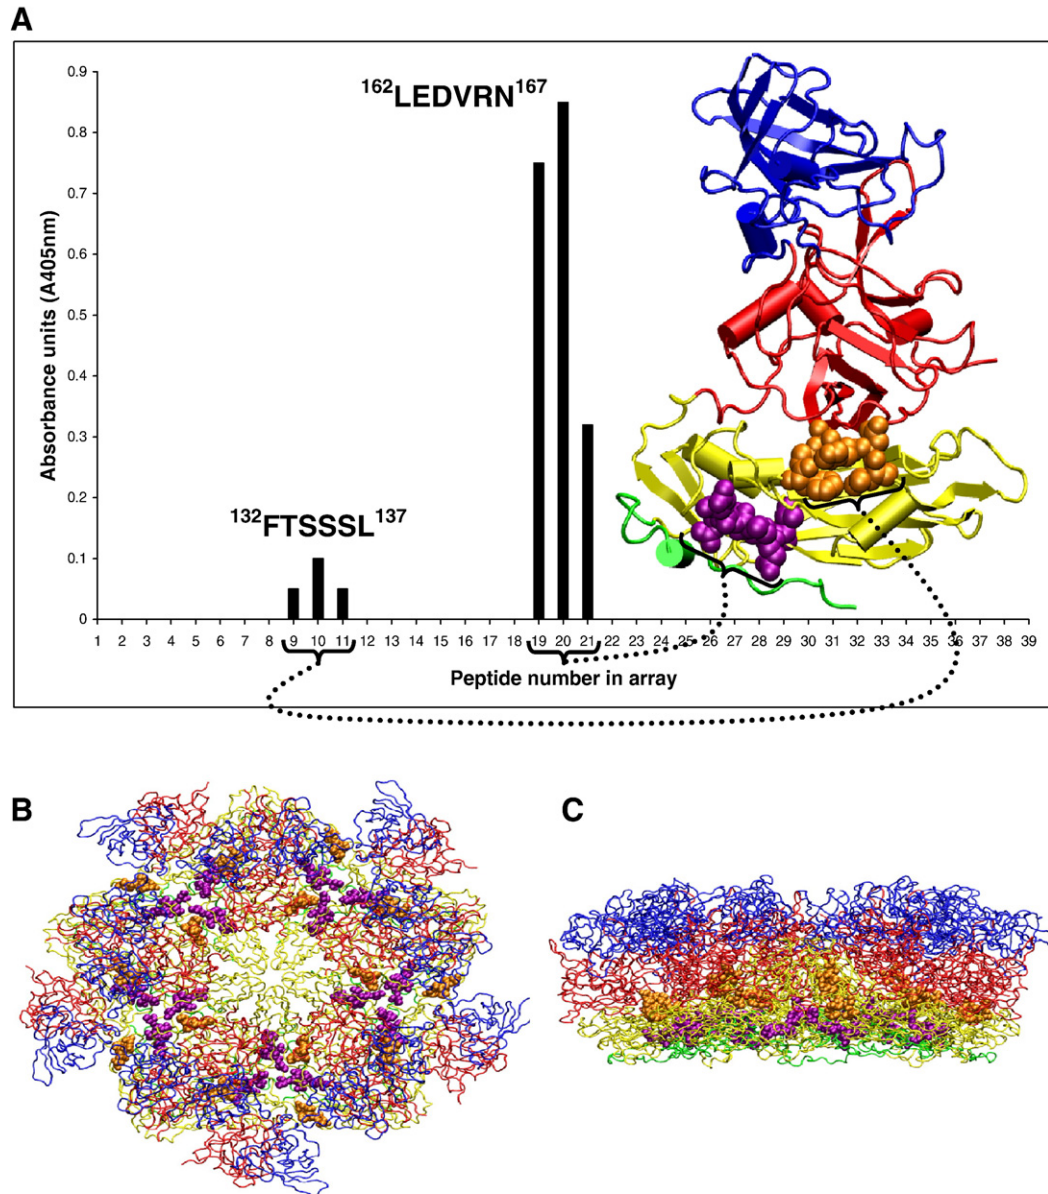 A
0.9
0.8
0.7
0.6
0.5
0.4
0.3
0.2
0.1
0
Absorbance units (A405nm)
¹⁶²LEDVRN¹⁶⁷
¹³²FTSSSL¹³⁷
1 2 3 4 5 6 7 8 9 10 11 12 13 14 15 16 17 18 19 20 21 22 23 24 25 26 27 28 29 30 31 32 33 34 35 36 37 38 39
Peptide number in array
B
C